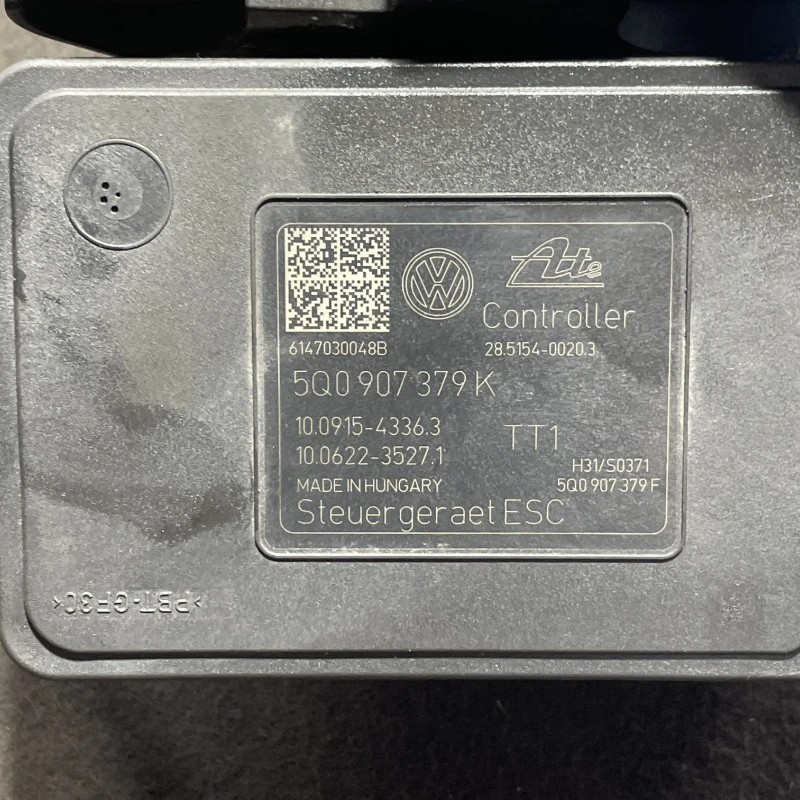 Ate
Controller
6147030048B
28.5154-0020.3
5Q0 907 379 K
10.0915-4336.3
TT1
10.0622-3527.1
H31/S0371
MADE IN HUNGARY
5Q0 907 379 F
Steuergeraet ESC
>PBT-GF30<